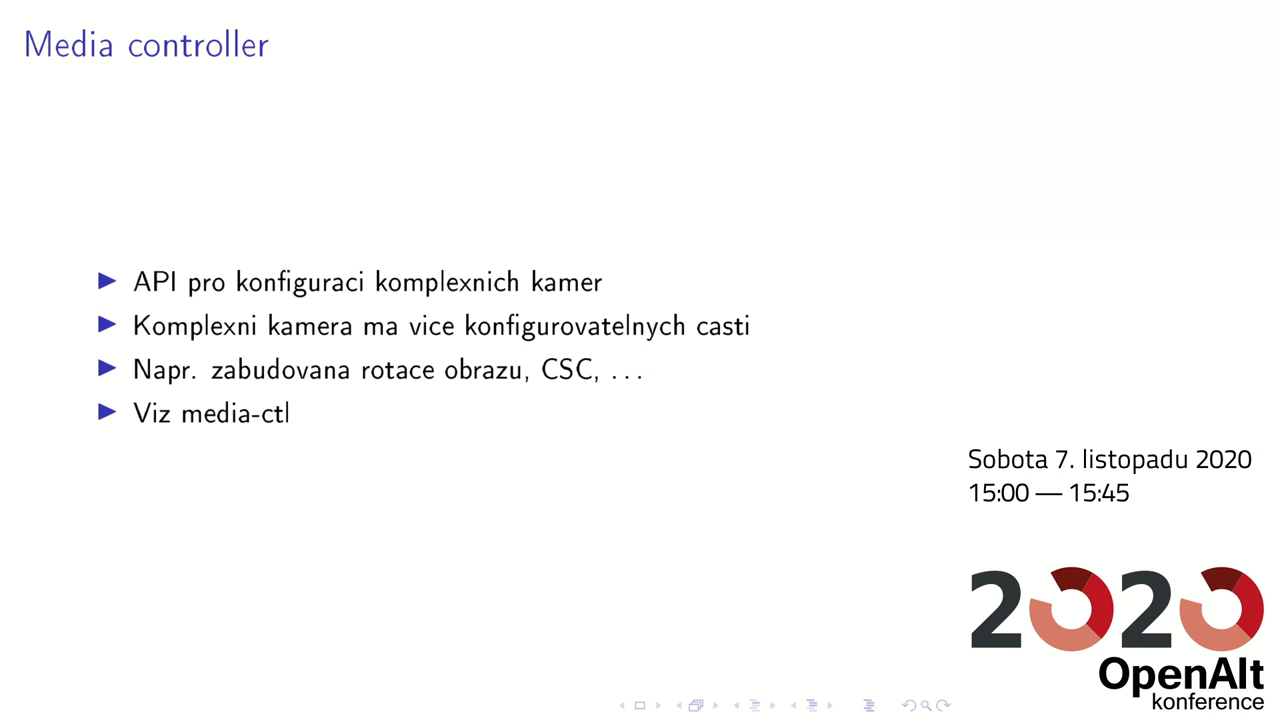 Media controller
API pro konfiguraci komplexnich kamer
Komplexni kamera ma vice konfigurovatelnych casti
Napr. zabudovana rotace obrazu, CSC, . . .
Viz media-ctl
Sobota 7. listopadu 2020
15:00 — 15:45
2020
OpenAlt
konference